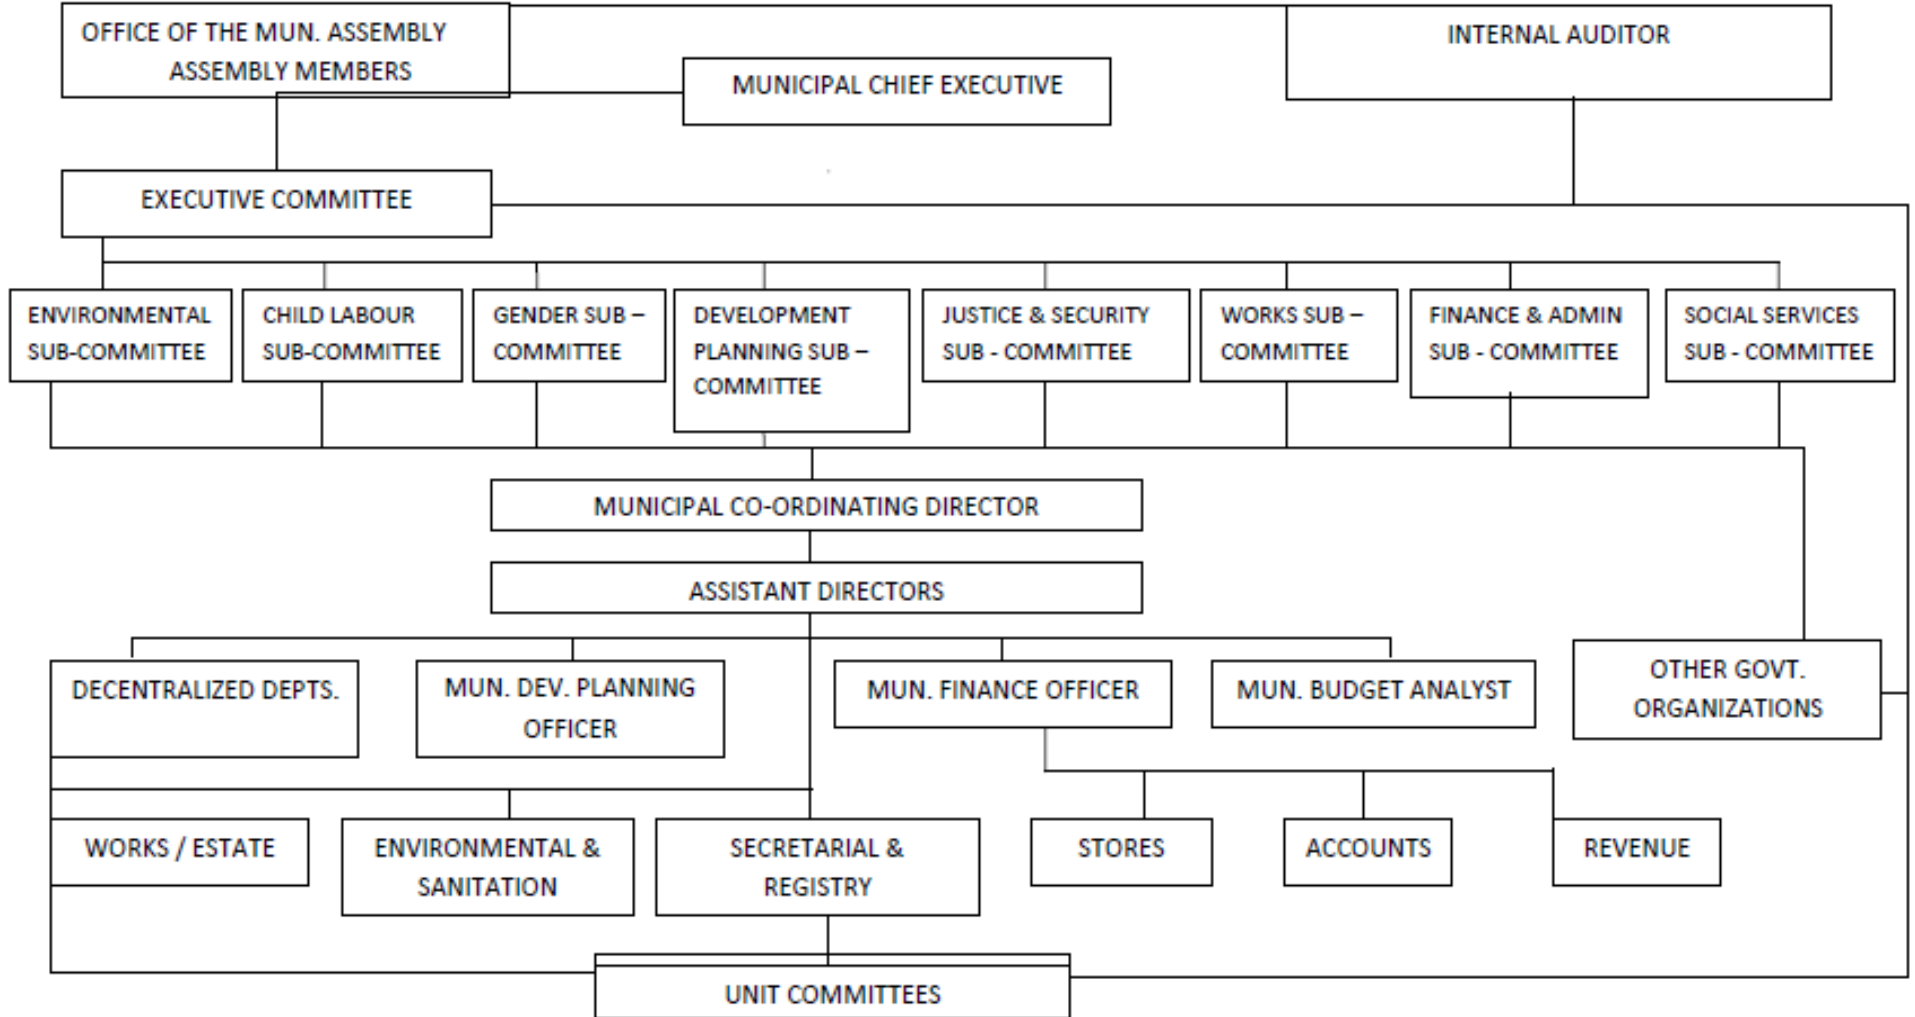 OFFICE OF THE MUN. ASSEMBLY
ASSEMBLY MEMBERS
INTERNAL AUDITOR
MUNICIPAL CHIEF EXECUTIVE
EXECUTIVE COMMITTEE
ENVIRONMENTAL
SUB-COMMITTEE
CHILD LABOUR
SUB-COMMITTEE
GENDER SUB –
COMMITTEE
DEVELOPMENT
PLANNING SUB –
COMMITTEE
JUSTICE & SECURITY
SUB - COMMITTEE
WORKS SUB –
COMMITTEE
FINANCE & ADMIN
SUB - COMMITTEE
SOCIAL SERVICES
SUB - COMMITTEE
MUNICIPAL CO-ORDINATING DIRECTOR
ASSISTANT DIRECTORS
DECENTRALIZED DEPTS.
MUN. DEV. PLANNING
OFFICER
MUN. FINANCE OFFICER
MUN. BUDGET ANALYST
OTHER GOVT.
ORGANIZATIONS
WORKS / ESTATE
ENVIRONMENTAL &
SANITATION
SECRETARIAL &
REGISTRY
STORES
ACCOUNTS
REVENUE
UNIT COMMITTEES